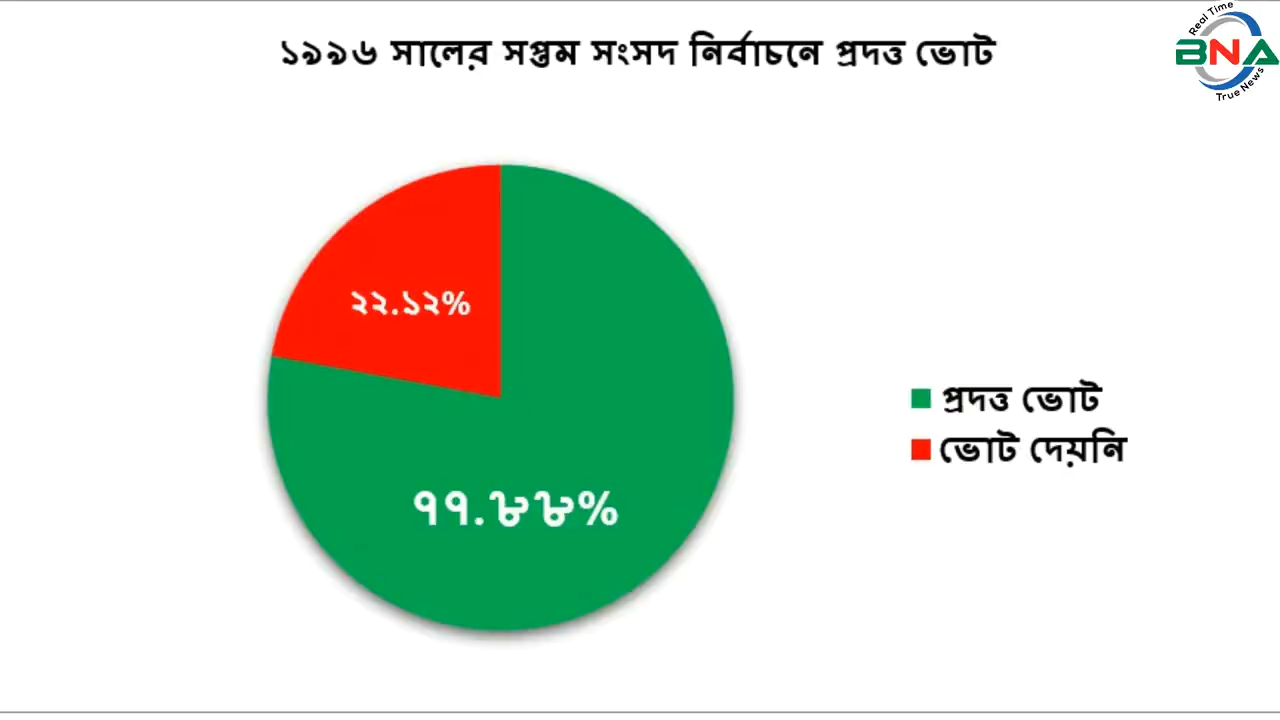 ১৯৯৬ সালের সপ্তম সংসদ নির্বাচনে প্রদত্ত ভোট
Real Time
BNA
True News
২২.১২%
৭৭.৮৮%
প্রদত্ত ভোট
ভোট দেয়নি